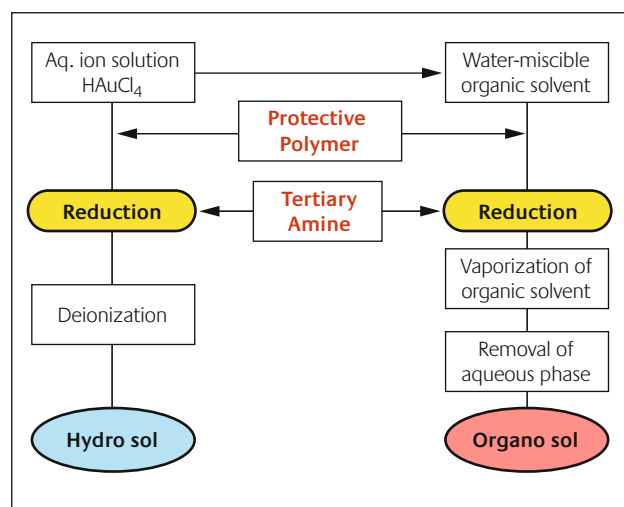 Aq. ion solution
HAuCl4
Water-miscible
organic solvent
Protective
Polymer
Reduction
Tertiary
Amine
Reduction
Vaporization of
organic solvent
Deionization
Removal of
aqueous phase
Hydro sol
Organo sol